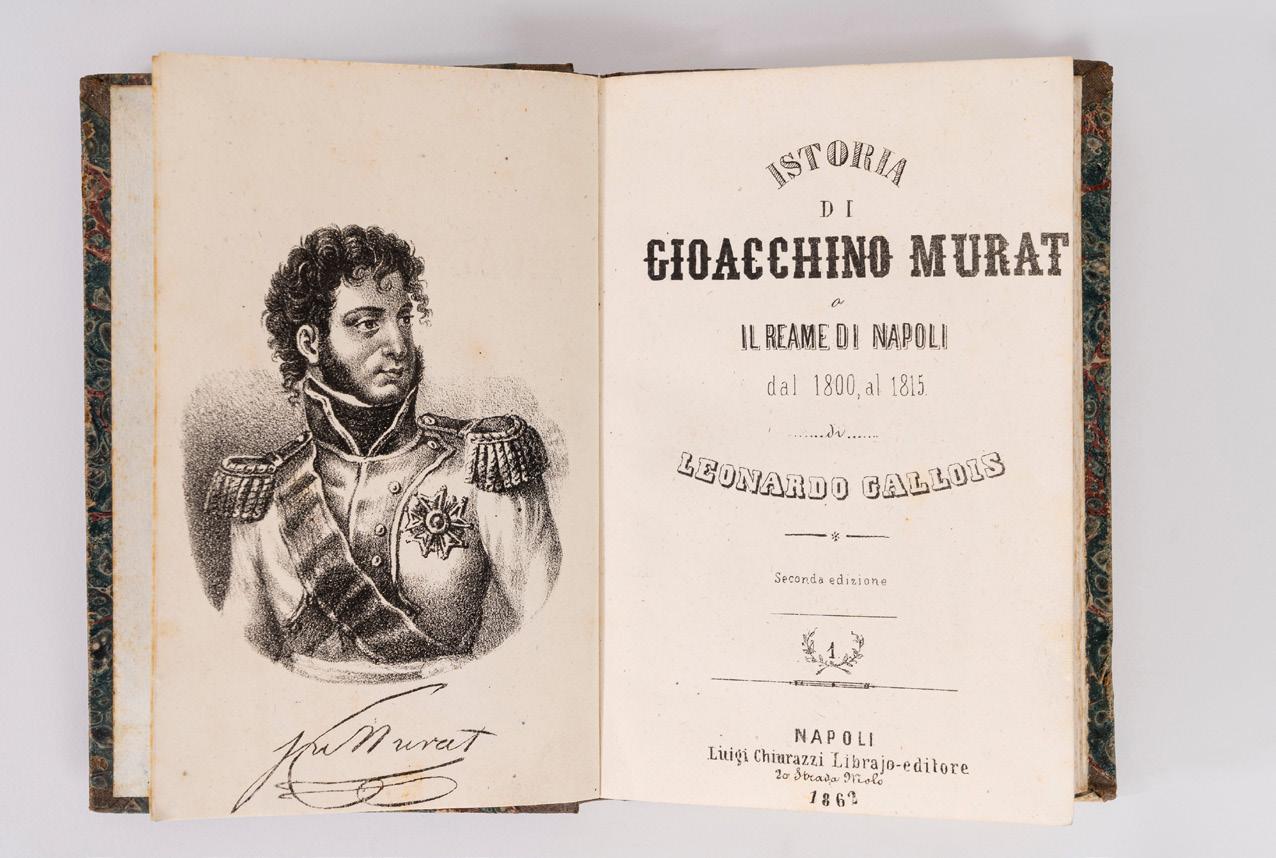 Murat
ISTORIA
DI
GIOACCHINO MURAT
o
IL REAME DI NAPOLI
dal 1800, al 1815.
.......di......
LEONARDO GALLOIS
Seconda edizione
1
NAPOLI
Luigi Chiurazzi Librajo-editore
20 Strada Molo
1862